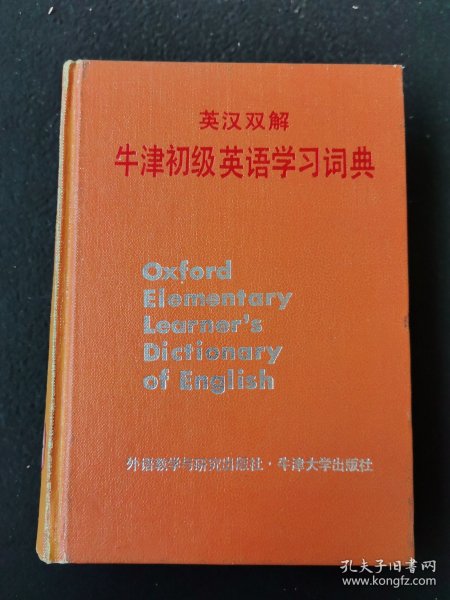 英汉双解
牛津初级英语学习词典
Oxford
Elementary
Learner's
Dictionary
of English
外语教学与研究出版社·牛津大学出版社
孔夫子旧书网
www.kongfz.com